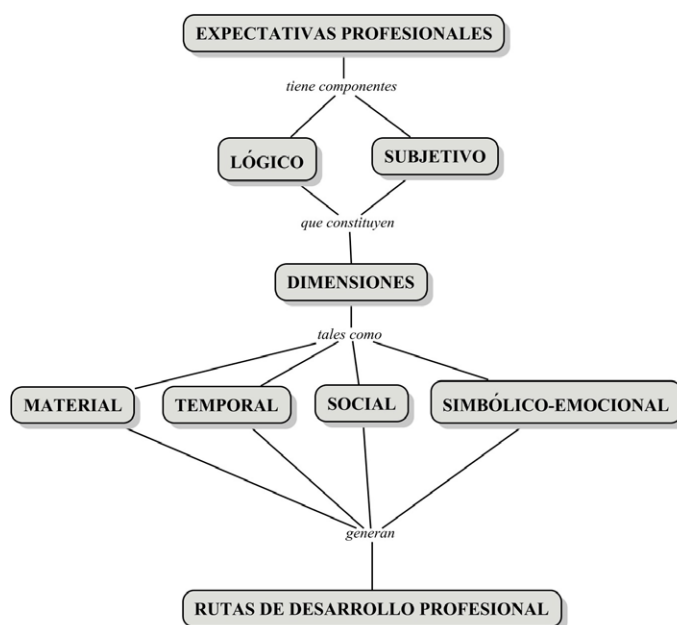 EXPECTATIVAS PROFESIONALES
tiene componentes
LÓGICO
SUBJETIVO
que constituyen
DIMENSIONES
tales como
MATERIAL
TEMPORAL
SOCIAL
SIMBÓLICO-EMOCIONAL
generan
RUTAS DE DESARROLLO PROFESIONAL